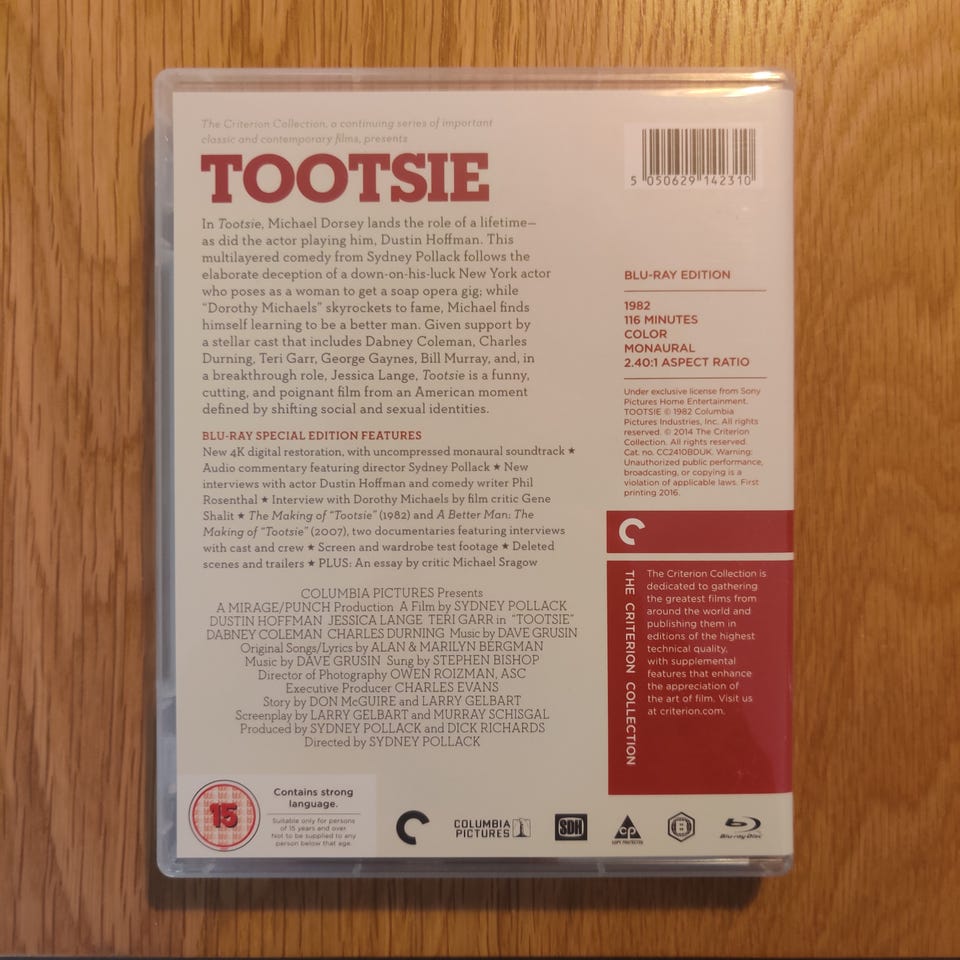 The Criterion Collection, a continuing series of important
classic and contemporary films, presents
TOOTSIE
In Tootsie, Michael Dorsey lands the role of a lifetime—
as did the actor playing him, Dustin Hoffman. This
multilayered comedy from Sydney Pollack follows the
elaborate deception of a down-on-his-luck New York actor
who poses as a woman to get a soap opera gig; while
“Dorothy Michaels” skyrockets to fame, Michael finds
himself learning to be a better man. Given support by
a stellar cast that includes Dabney Coleman, Charles
Durning, Teri Garr, George Gaynes, Bill Murray, and, in
a breakthrough role, Jessica Lange, Tootsie is a funny,
cutting, and poignant film from an American moment
defined by shifting social and sexual identities.
BLU-RAY SPECIAL EDITION FEATURES
New 4K digital restoration, with uncompressed monaural soundtrack ★
Audio commentary featuring director Sydney Pollack ★ New
interviews with actor Dustin Hoffman and comedy writer Phil
Rosenthal ★ Interview with Dorothy Michaels by film critic Gene
Shalit ★ The Making of “Tootsie” (1982) and A Better Man: The
Making of “Tootsie” (2007), two documentaries featuring interviews
with cast and crew ★ Screen and wardrobe test footage ★ Deleted
scenes and trailers ★ PLUS: An essay by critic Michael Sragow
COLUMBIA PICTURES Presents
A MIRAGE/PUNCH Production A Film by SYDNEY POLLACK
DUSTIN HOFFMAN JESSICA LANGE TERI GARR in “TOOTSIE”
DABNEY COLEMAN CHARLES DURNING Music by DAVE GRUSIN
Original Songs/Lyrics by ALAN & MARILYN BERGMAN
Music by DAVE GRUSIN Sung by STEPHEN BISHOP
Director of Photography OWEN ROIZMAN, ASC
Executive Producer CHARLES EVANS
Story by DON McGUIRE and LARRY GELBART
Screenplay by LARRY GELBART and MURRAY SCHISGAL
Produced by SYDNEY POLLACK and DICK RICHARDS
Directed by SYDNEY POLLACK
5 050629 142310
BLU-RAY EDITION
1982
116 MINUTES
COLOR
MONAURAL
2.40:1 ASPECT RATIO
Under exclusive license from Sony
Pictures Home Entertainment.
TOOTSIE © 1982 Columbia
Pictures Industries, Inc. All rights
reserved. © 2014 The Criterion
Collection. All rights reserved.
Cat. no. CC2410BDUK. Warning:
Unauthorized public performance,
broadcasting, or copying is a
violation of applicable laws. First
printing 2016.
THE CRITERION COLLECTION
The Criterion Collection is
dedicated to gathering
the greatest films from
around the world and
publishing them in
editions of the highest
technical quality,
with supplemental
features that enhance
the appreciation of
the art of film. Visit us
at criterion.com.
15
Contains strong
language.
Suitable only for persons
of 15 years and over.
Not to be supplied to any
person below that age.
COLUMBIA
PICTURES
SDH
CP
COPY PROTECTED
B
Blu-ray Disc